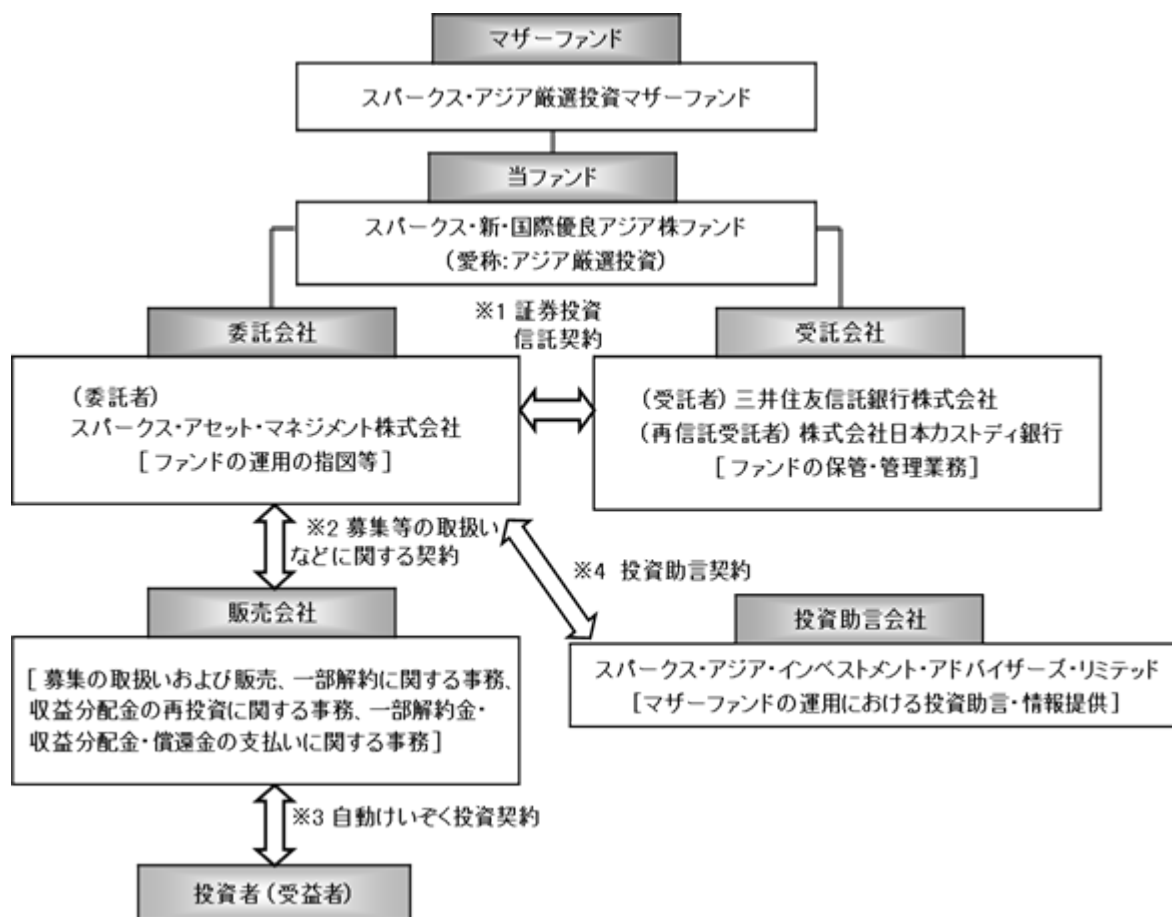 マザーファンド
スパークス・アジア厳選投資マザーファンド
当ファンド
スパークス・新・国際優良アジア株ファンド
(愛称:アジア厳選投資)
※1 証券投資
信託契約
委託会社
(委託者)
スパークス・アセット・マネジメント株式会社
[ファンドの運用の指図等]
受託会社
(受託者) 三井住友信託銀行株式会社
(再信託受託者) 株式会社日本カストディ銀行
[ファンドの保管・管理業務]
※2 募集等の取扱い
などに関する契約
※4 投資助言契約
販売会社
[募集の取扱いおよび販売、一部解約に関する事務、
収益分配金の再投資に関する事務、一部解約金・
収益分配金・償還金の支払いに関する事務]
投資助言会社
スパークス・アジア・インベストメント・アドバイザーズ・リミテッド
[マザーファンドの運用における投資助言・情報提供]
※3 自動けいぞく投資契約
投資者(受益者)